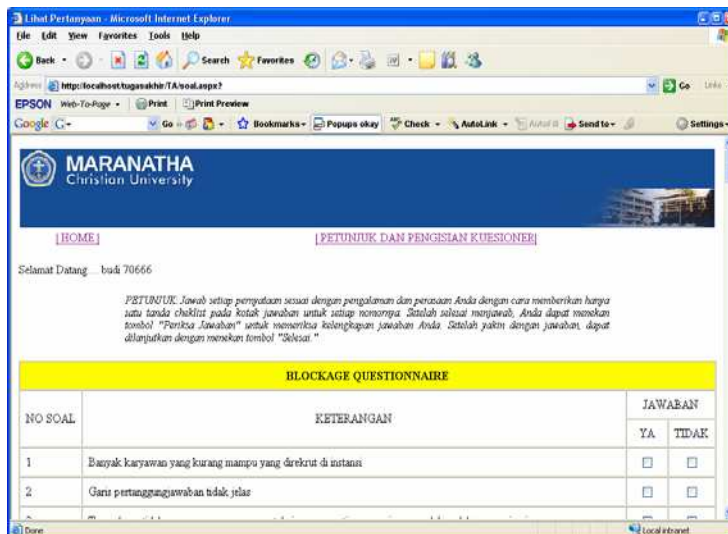 Lihat Pertanyaan - Microsoft Internet Explorer
File Edit View Favorites Tools Help
Back Search Favorites
Address http://localhost/tugasakhir/TA/soal.aspx? Go Links
EPSON Web-To-Page Print Print Preview
Google G Go Bookmarks Popups okay Check AutoLink AutoFill Send to Settings
MARANATHA
Christian University
[HOME] [PETUNJUK DAN PENGISIAN KUESIONER]
Selamat Datang.... budi 70666
PETUNJUK: Jawab setiap pernyataan sesuai dengan pengalaman dan perasaan Anda dengan cara memberikan hanya
satu tanda cheklist pada kotak jawaban untuk setiap nomornya. Setelah selesai menjawab, Anda dapat menekan
tombol "Periksa Jawaban" untuk memeriksa kelengkapan jawaban Anda. Setelah yakin dengan jawaban, dapat
dilanjutkan dengan menekan tombol "Selesai."
BLOCKAGE QUESTIONNAIRE
NO SOAL KETERANGAN JAWABAN
YA TIDAK
1 Banyak karyawan yang kurang mampu yang direkrut di instansi
2 Garis pertanggungjawaban tidak jelas
Done Local intranet